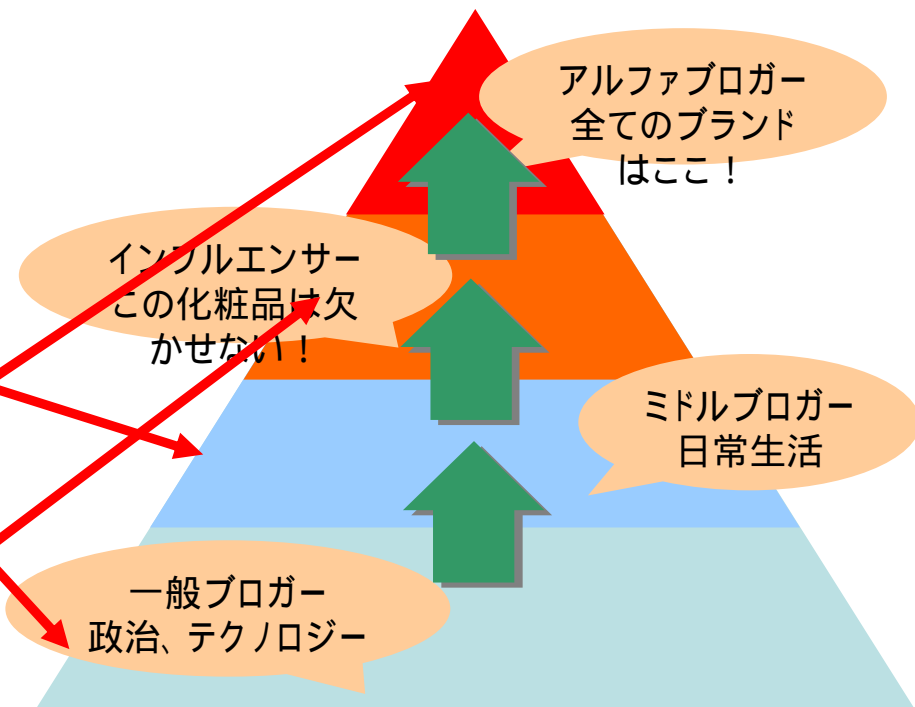 アルファブロガー
全てのブランド
はここ！
インフルエンサー
この化粧品は欠
かせない！
ミドルブロガー
日常生活
一般ブロガー
政治、テクノロジー